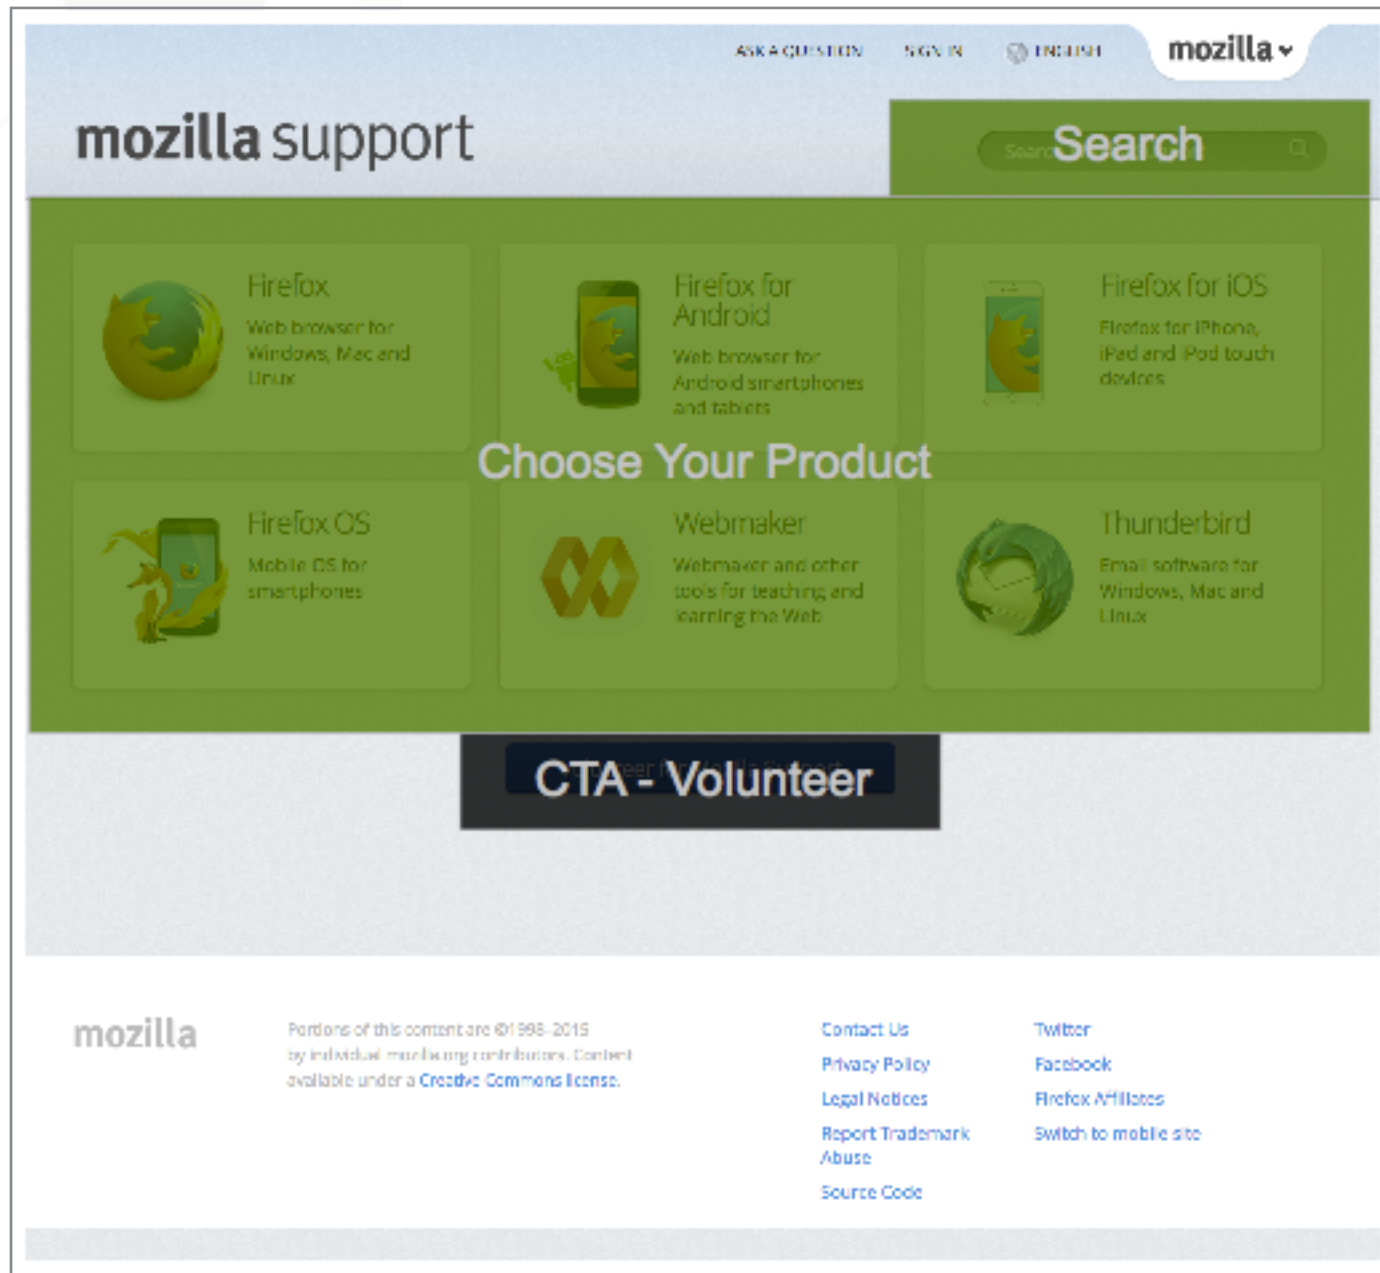 ASK A QUESTION SIGN IN ENGLISH mozilla
mozilla support
Search
Firefox
Web browser for
Windows, Mac and
Linux
Firefox for
Android
Web browser for
Android smartphones
and tablets
Firefox for iOS
Firefox for iPhone,
iPad and iPod touch
devices
Choose Your Product
Firefox OS
Mobile OS for
smartphones
Webmaker
Webmaker and other
tools for teaching and
learning the Web
Thunderbird
Email software for
Windows, Mac and
Linux
CTA - Volunteer
mozilla
Portions of this content are ©1998–2015
by individual mozilla.org contributors. Content
available under a Creative Commons license.
Contact Us
Privacy Policy
Legal Notices
Report Trademark
Abuse
Source Code
Twitter
Facebook
Firefox Affiliates
Switch to mobile site